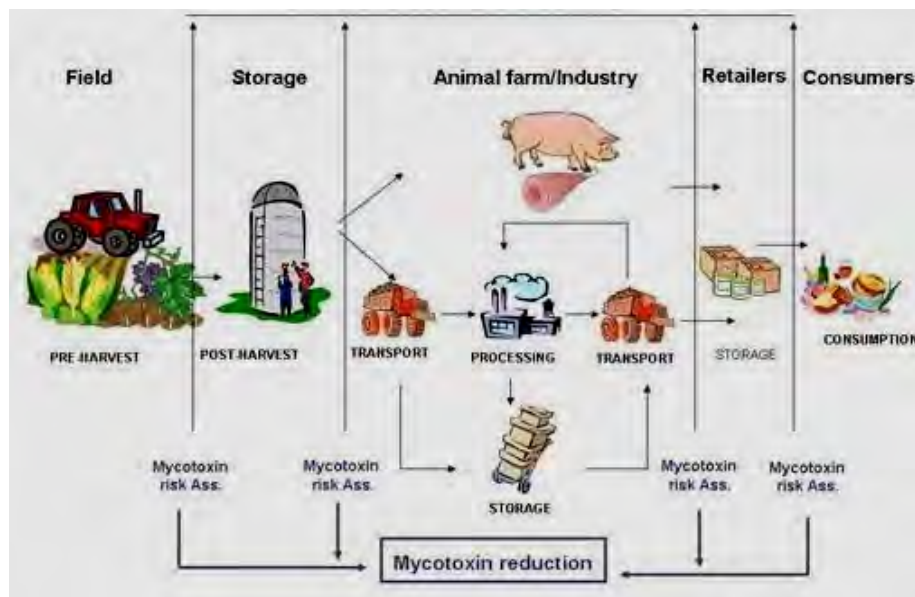 Field
Storage
Animal farm/Industry
Retailers
Consumers
PRE-HARVEST
POST-HARVEST
TRANSPORT
PROCESSING
TRANSPORT
STORAGE
CONSUMPTION
STORAGE
Mycotoxin
risk Ass.
Mycotoxin
risk Ass.
Mycotoxin
risk Ass.
Mycotoxin
risk Ass.
Mycotoxin reduction